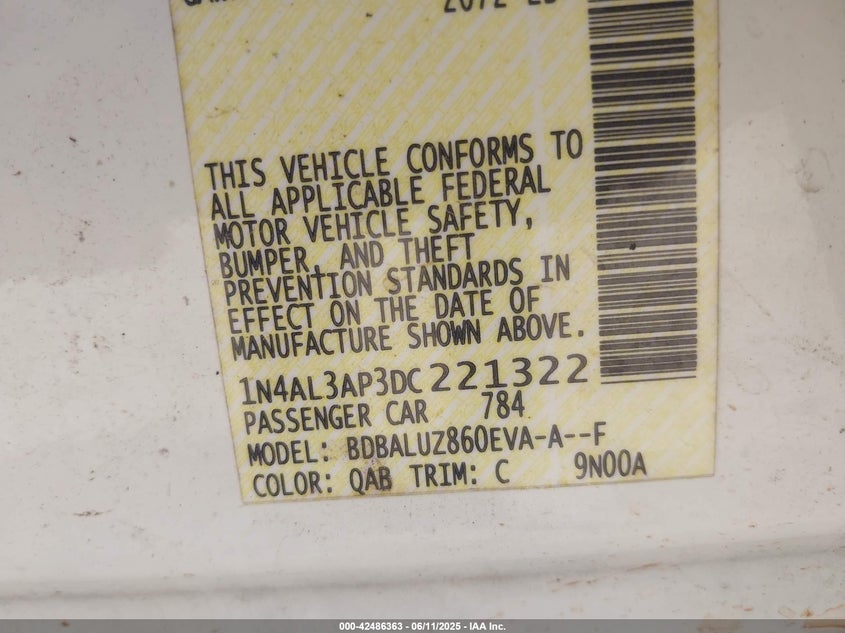 THIS VEHICLE CONFORMS TO
ALL APPLICABLE FEDERAL
MOTOR VEHICLE SAFETY,
BUMPER, AND THEFT
PREVENTION STANDARDS IN
EFFECT ON THE DATE OF
MANUFACTURE SHOWN ABOVE.
1N4AL3AP3DC221322
PASSENGER CAR 784
MODEL: BDBALUZ860EVA-A--F
COLOR: QAB TRIM: C 9N00A
000-42486363 - 06/11/2025 - IAA Inc.